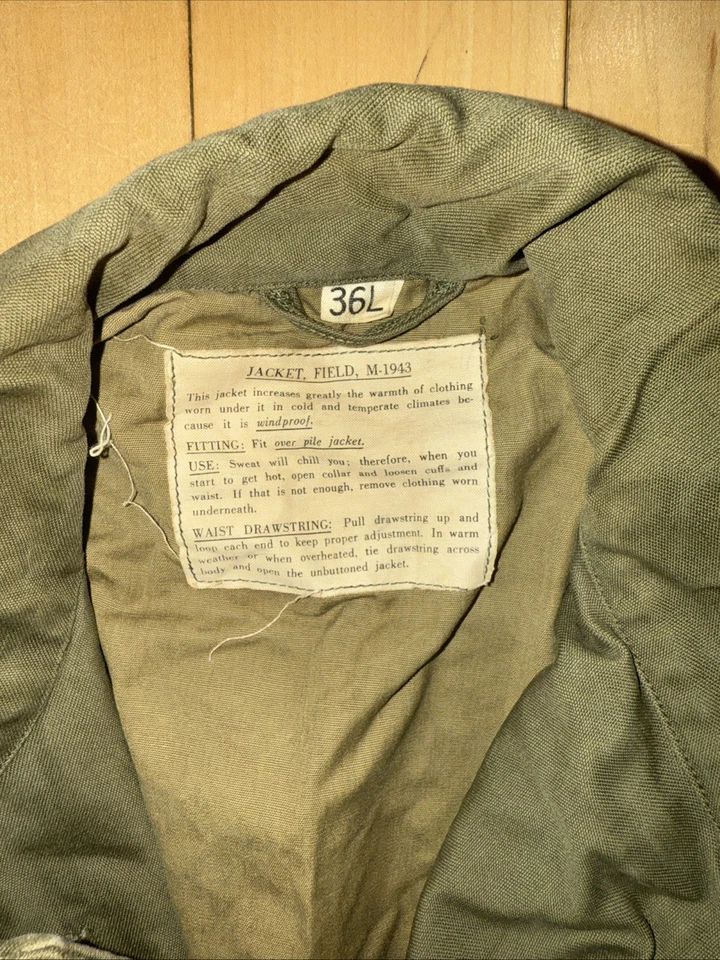 36L
JACKET, FIELD, M-1943
This jacket increases greatly the warmth of clothing
worn under it in cold and temperate climates be-
cause it is windproof.
FITTING: Fit over pile jacket.
USE: Sweat will chill you; therefore, when you
start to get hot, open collar and loosen cuffs and
waist. If that is not enough, remove clothing worn
underneath.
WAIST DRAWSTRING: Pull drawstring up and
loop each end to keep proper adjustment. In warm
weather or when overheated, tie drawstring across
body and open the unbuttoned jacket.